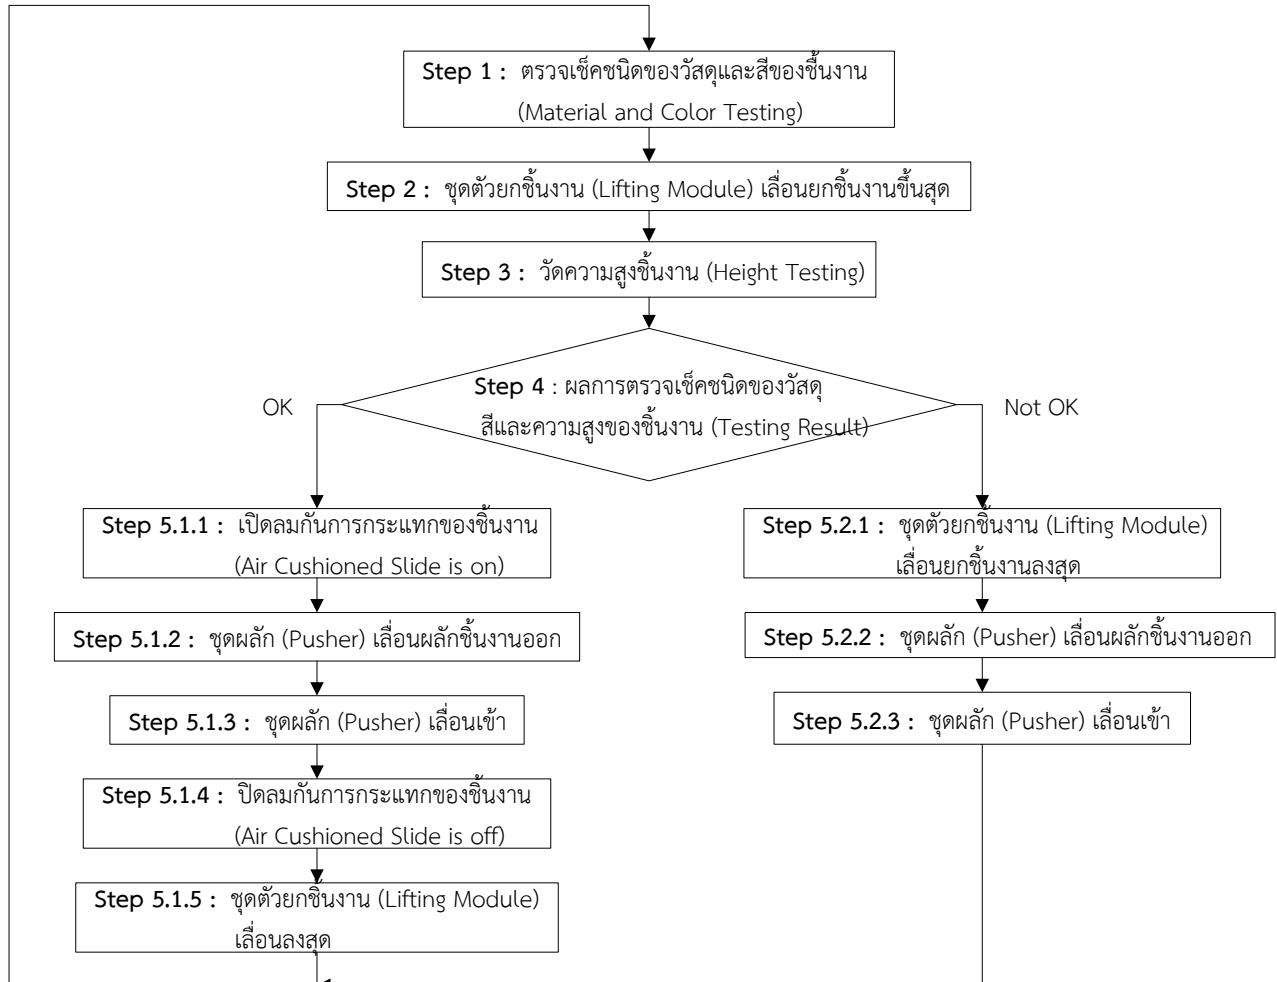 Step 1 : ตรวจเช็คชนิดของวัสดุและสีของชิ้นงาน
(Material and Color Testing)
Step 2 : ชุดตัวยกชิ้นงาน (Lifting Module) เลื่อนยกชิ้นงานขึ้นสุด
Step 3 : วัดความสูงชิ้นงาน (Height Testing)
Step 4 : ผลการตรวจเช็คชนิดของวัสดุ
สีและความสูงของชิ้นงาน (Testing Result)
OK
Not OK
Step 5.1.1 : เปิดลมกันการกระแทกของชิ้นงาน
(Air Cushioned Slide is on)
Step 5.1.2 : ชุดผลัก (Pusher) เลื่อนผลักชิ้นงานออก
Step 5.1.3 : ชุดผลัก (Pusher) เลื่อนเข้า
Step 5.1.4 : ปิดลมกันการกระแทกของชิ้นงาน
(Air Cushioned Slide is off)
Step 5.1.5 : ชุดตัวยกชิ้นงาน (Lifting Module)
เลื่อนลงสุด
Step 5.2.1 : ชุดตัวยกชิ้นงาน (Lifting Module)
เลื่อนยกชิ้นงานลงสุด
Step 5.2.2 : ชุดผลัก (Pusher) เลื่อนผลักชิ้นงานออก
Step 5.2.3 : ชุดผลัก (Pusher) เลื่อนเข้า